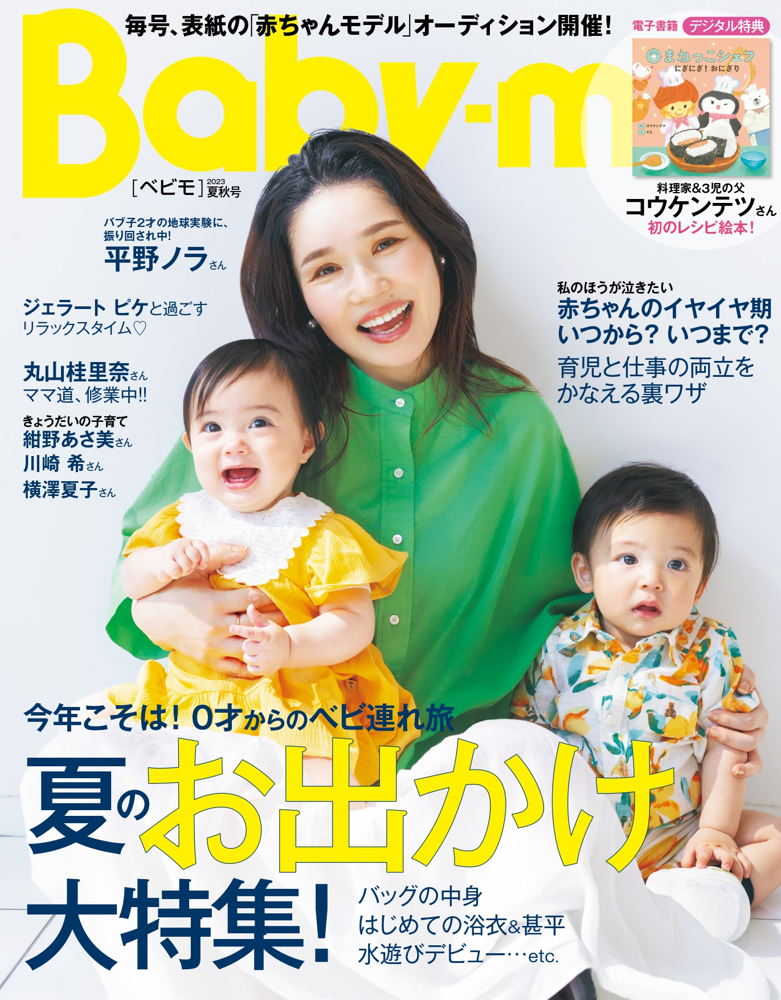 毎号、表紙の「赤ちゃんモデル」オーディション開催!
Baby-m
[ベビモ] 2023 夏秋号
電子書籍 デジタル特典
まねっこシェフ
にぎにぎ!おにぎり
さく コウケンテツ
え そら
料理家&3児の父
コウケンテツさん
初のレシピ絵本!
バブ子2才の地球実験に、
振り回され中!
平野ノラさん
ジェラート ピケと過ごす
リラックスタイム♡
丸山桂里奈さん
ママ道、修業中!!
きょうだいの子育て
紺野あさ美さん
川崎 希さん
横澤夏子さん
私のほうが泣きたい
赤ちゃんのイヤイヤ期
いつから? いつまで?
育児と仕事の両立を
かなえる裏ワザ
今年こそは! 0才からのベビ連れ旅
夏のお出かけ
大特集!
バッグの中身
はじめての浴衣&甚平
水遊びデビュー…etc.